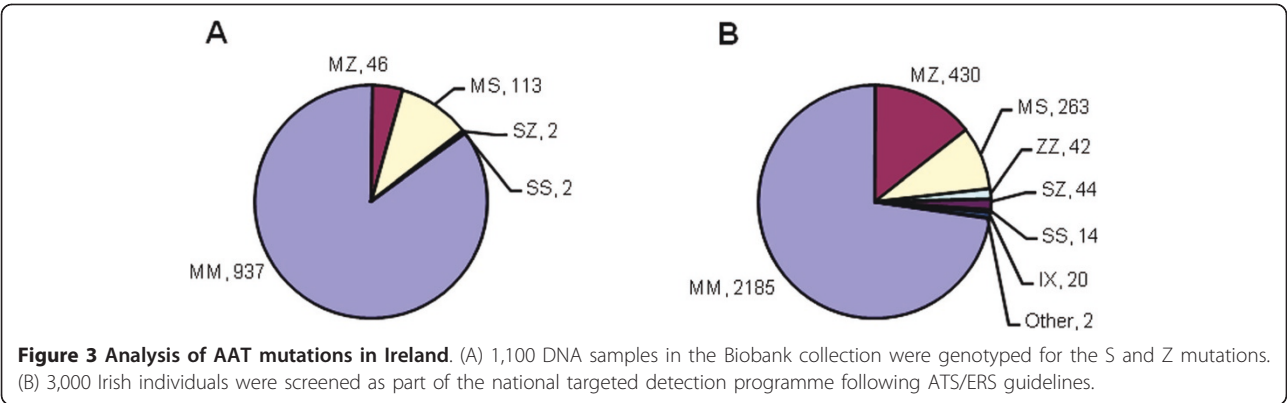 A
MZ, 46
MS, 113
SZ, 2
SS, 2
MM, 937
B
MZ, 430
MS, 263
ZZ, 42
SZ, 44
SS, 14
IX, 20
Other, 2
MM, 2185
Figure 3 Analysis of AAT mutations in Ireland. (A) 1,100 DNA samples in the Biobank collection were genotyped for the S and Z mutations.
(B) 3,000 Irish individuals were screened as part of the national targeted detection programme following ATS/ERS guidelines.